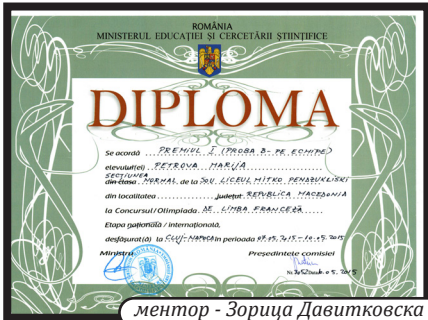 ROMÂNIA
MINISTERUL EDUCAȚIEI ȘI CERCETĂRII ȘTIINȚIFICE
DIPLOMA
Se acordă PREMIUL I (PROBA B- PE ECHIPE)
elevului(ei) PETROVA MARIJA
SECȚIUNEA
din clasa NORMAL de la SOU LICEUL MITKO PENDZUKLISKI
din localitatea județul REPUBLICA MACEDONIA
la Concursul/Olimpiada DE LIMBA FRANCEZĂ
Etapa națională / internațională,
desfășurat(ă) la CLUJ-NAPOCA în perioada 07.05.2015-10.05.2015
Ministru Președintele comisiei
ментор - Зорица Давитковска